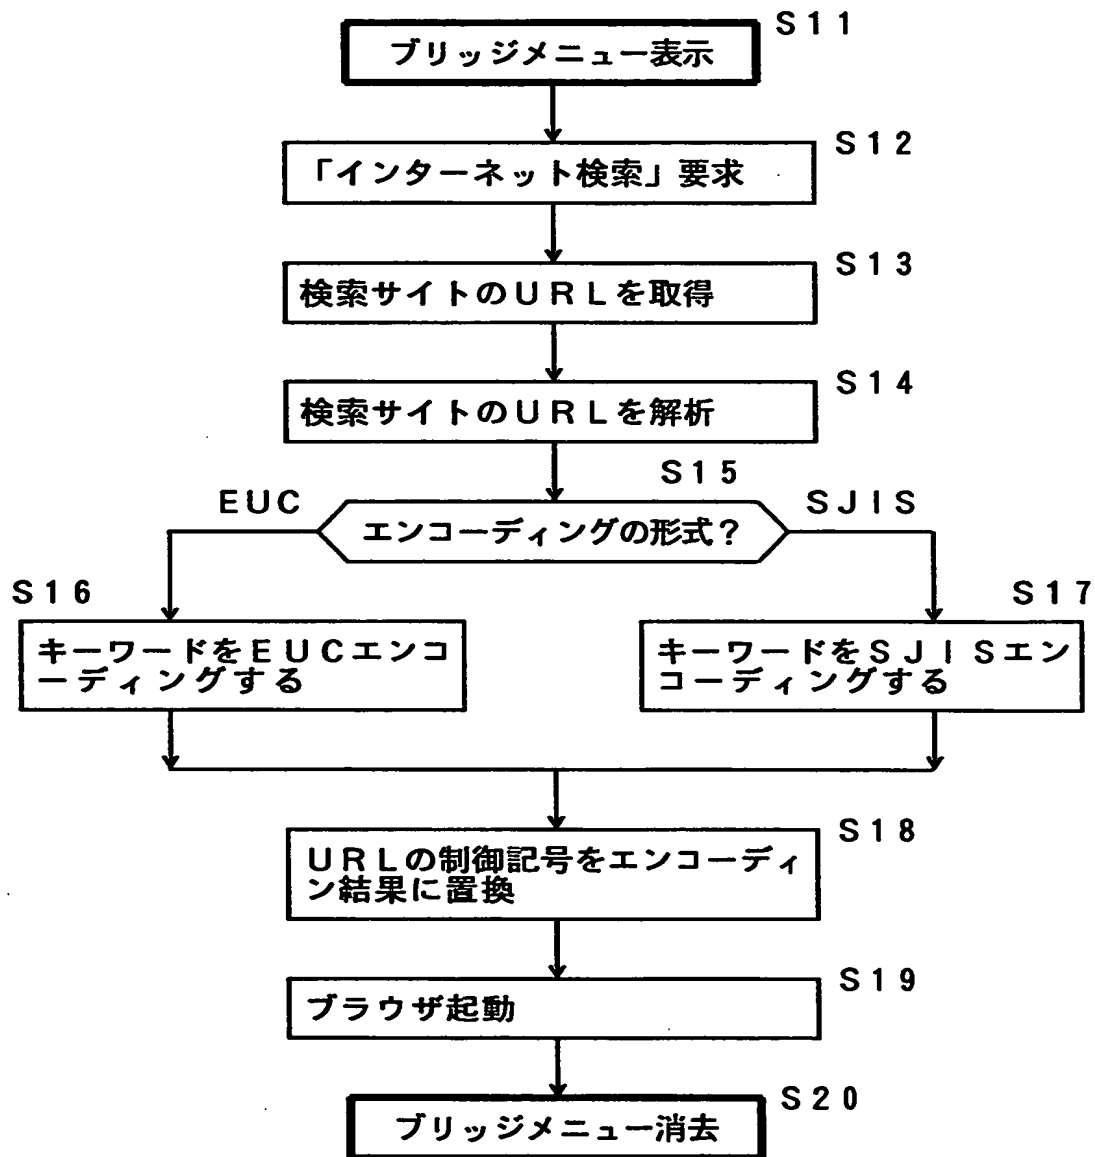 S11
ブリッジメニュー表示
S12
「インターネット検索」要求
S13
検索サイトのURLを取得
S14
検索サイトのURLを解析
S15
EUC
エンコーディングの形式?
SJIS
S16
キーワードをEUCエンコ
ーディングする
S17
キーワードをSJISエン
コーディングする
S18
URLの制御記号をエンコーディ
ン結果に置換
S19
ブラウザ起動
S20
ブリッジメニュー消去